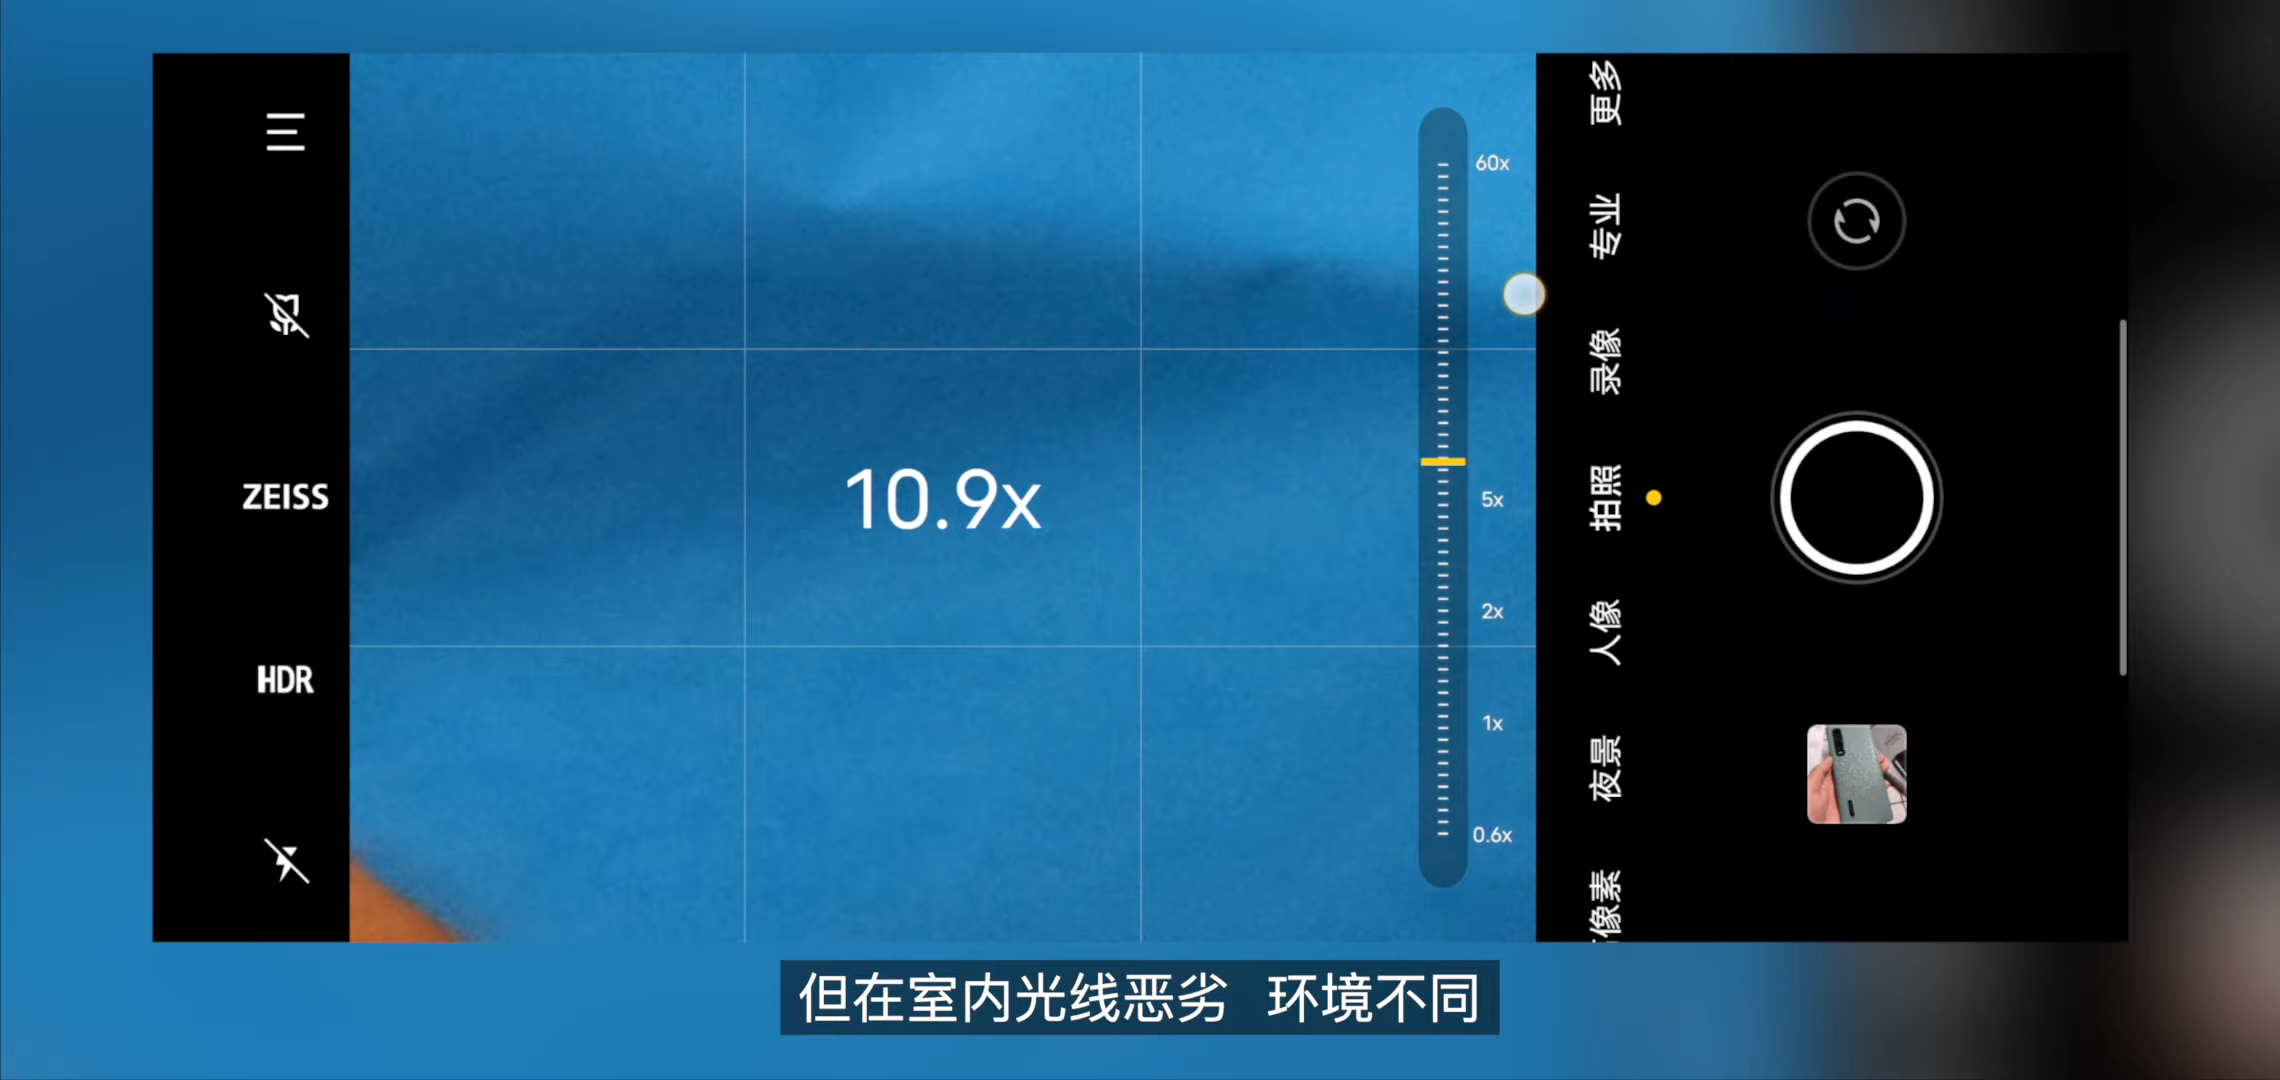 ZEISS
HDR
10.9x
60x
5x
2x
1x
0.6x
更多
专业
录像
拍照
人像
夜景
像素
但在室内光线恶劣 环境不同